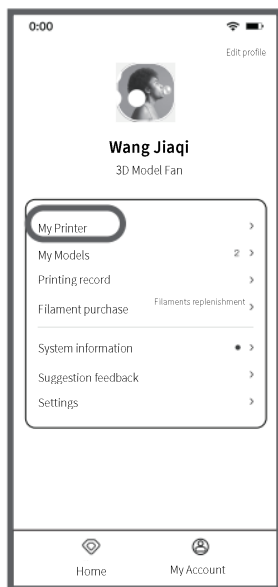 0:00
Edit profile
Wang Jiaqi
3D Model Fan
My Printer
My Models 2
Printing record
Filament purchase Filaments replenishment
System information
Suggestion feedback
Settings
Home My Account